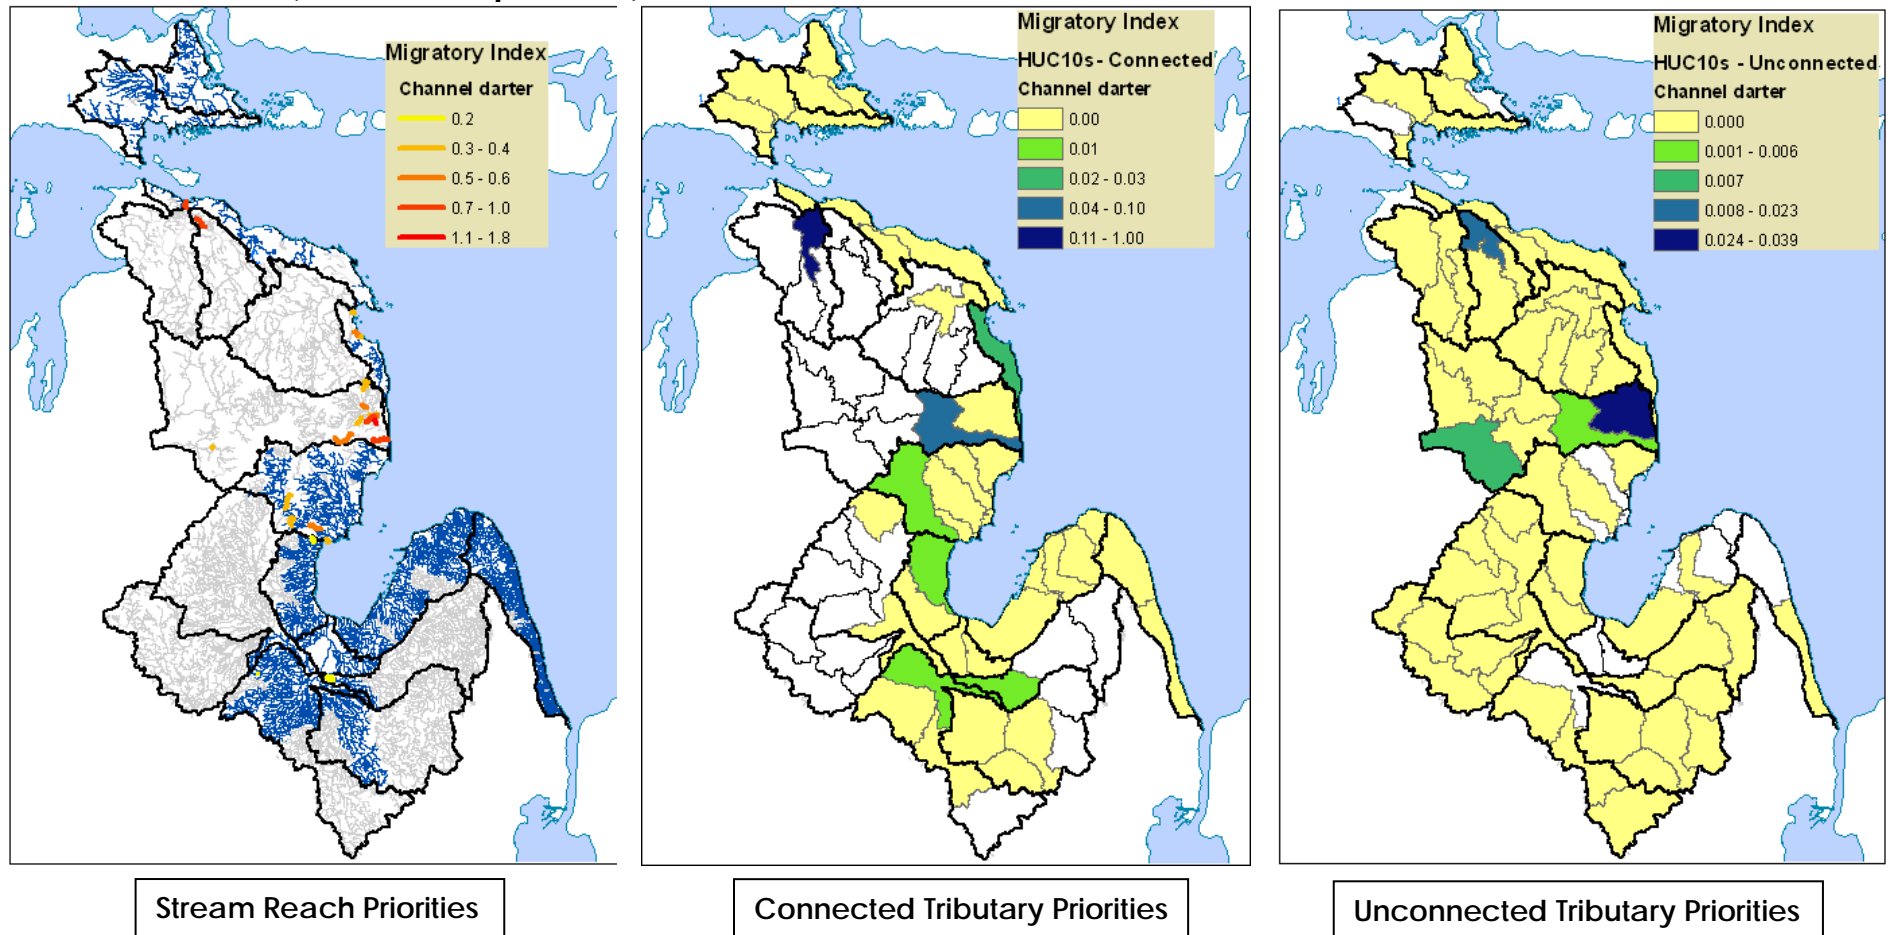 Migratory Index
Channel darter
0.2
0.3 - 0.4
0.5 - 0.6
0.7 - 1.0
1.1 - 1.8
Stream Reach Priorities
Migratory Index
HUC10s - Connected
Channel darter
0.00
0.01
0.02 - 0.03
0.04 - 0.10
0.11 - 1.00
Connected Tributary Priorities
Migratory Index
HUC10s - Unconnected
Channel darter
0.000
0.001 - 0.006
0.007
0.008 - 0.023
0.024 - 0.039
Unconnected Tributary Priorities